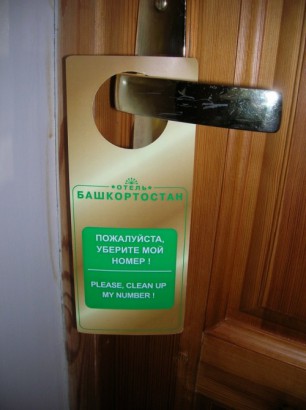 ОТЕЛЬ
БАШКОРТОСТАН
ПОЖАЛУЙСТА,
УБЕРИТЕ МОЙ
НОМЕР !
PLEASE, CLEAN UP
MY NUMBER !